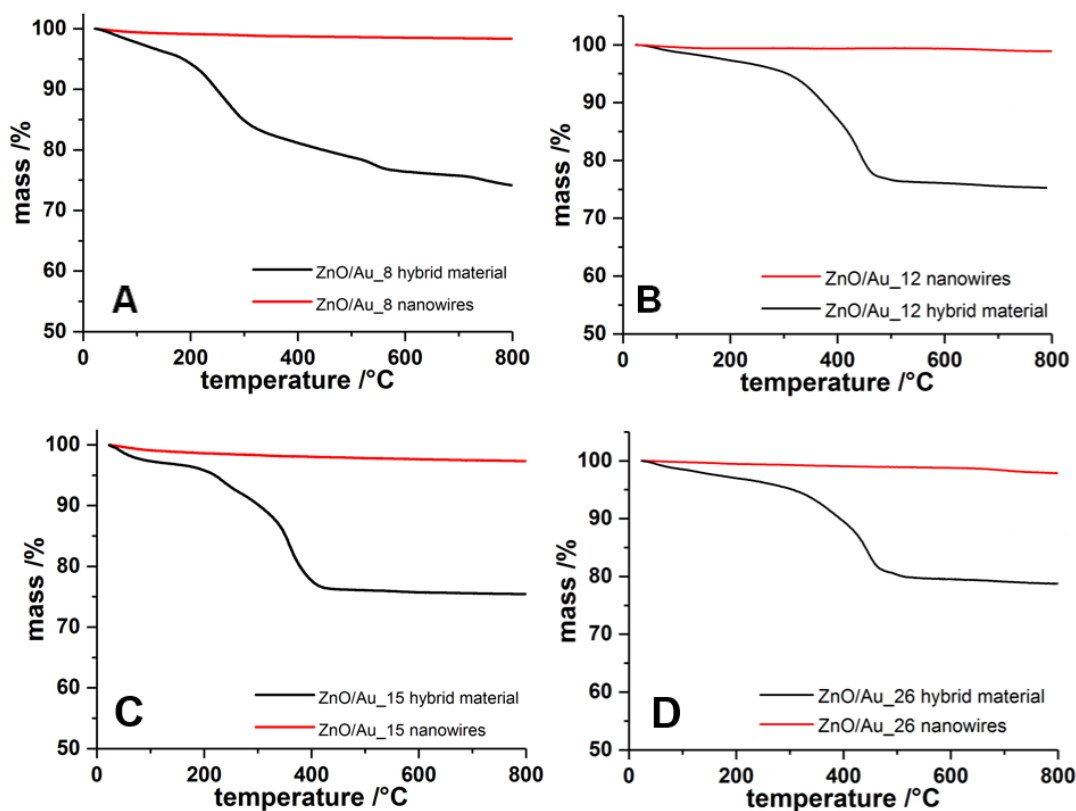 100
90
80
70
60
50
mass /%
A
ZnO/Au_8 hybrid material
ZnO/Au_8 nanowires
0 200 400 600 800
temperature /°C
100
90
80
70
60
50
mass /%
B
ZnO/Au_12 nanowires
ZnO/Au_12 hybrid material
0 200 400 600 800
temperature /°C
100
90
80
70
60
50
mass /%
C
ZnO/Au_15 hybrid material
ZnO/Au_15 nanowires
0 200 400 600 800
temperature /°C
100
90
80
70
60
50
mass /%
D
ZnO/Au_26 hybrid material
ZnO/Au_26 nanowires
0 200 400 600 800
temperature /°C